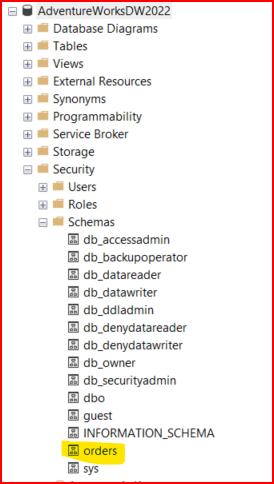 AdventureWorksDW2022
Database Diagrams
Tables
Views
External Resources
Synonyms
Programmability
Service Broker
Storage
Security
Users
Roles
Schemas
db_accessadmin
db_backupoperator
db_datareader
db_datawriter
db_ddladmin
db_denydatareader
db_denydatawriter
db_owner
db_securityadmin
dbo
guest
INFORMATION_SCHEMA
orders
sys